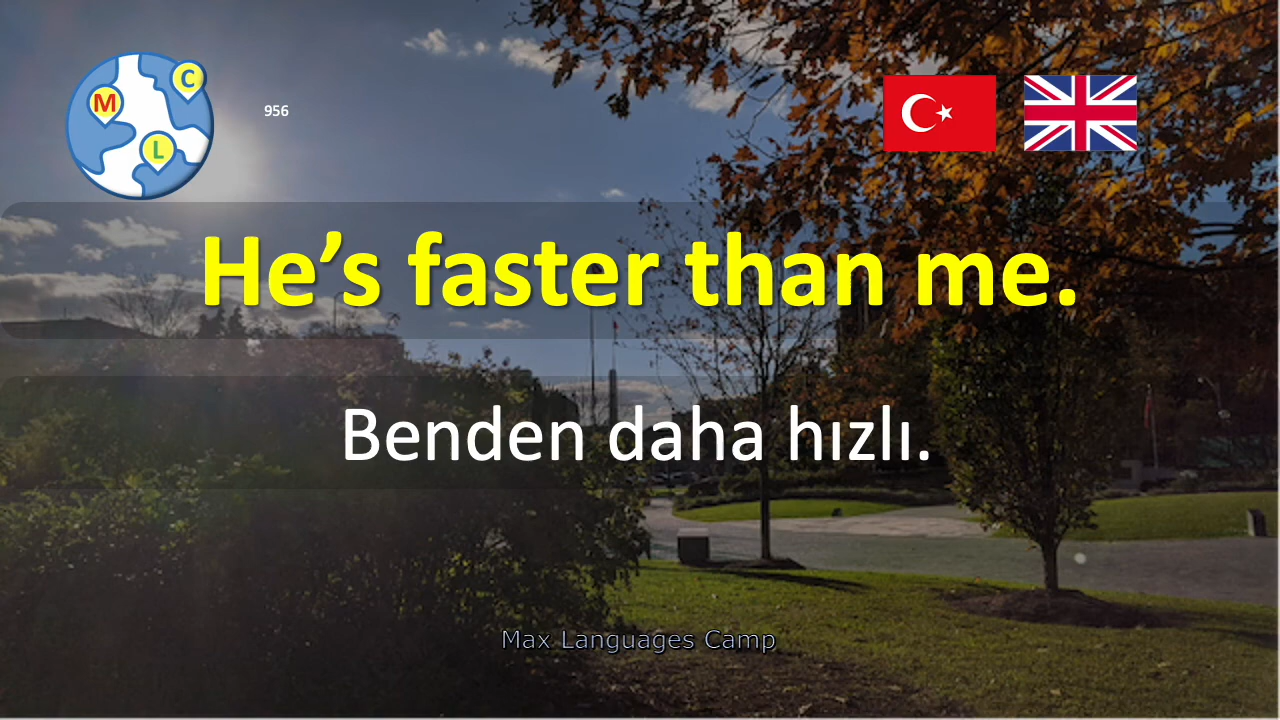 C
M
956
L
He’s faster than me.
Benden daha hızlı.
Max Languages Camp